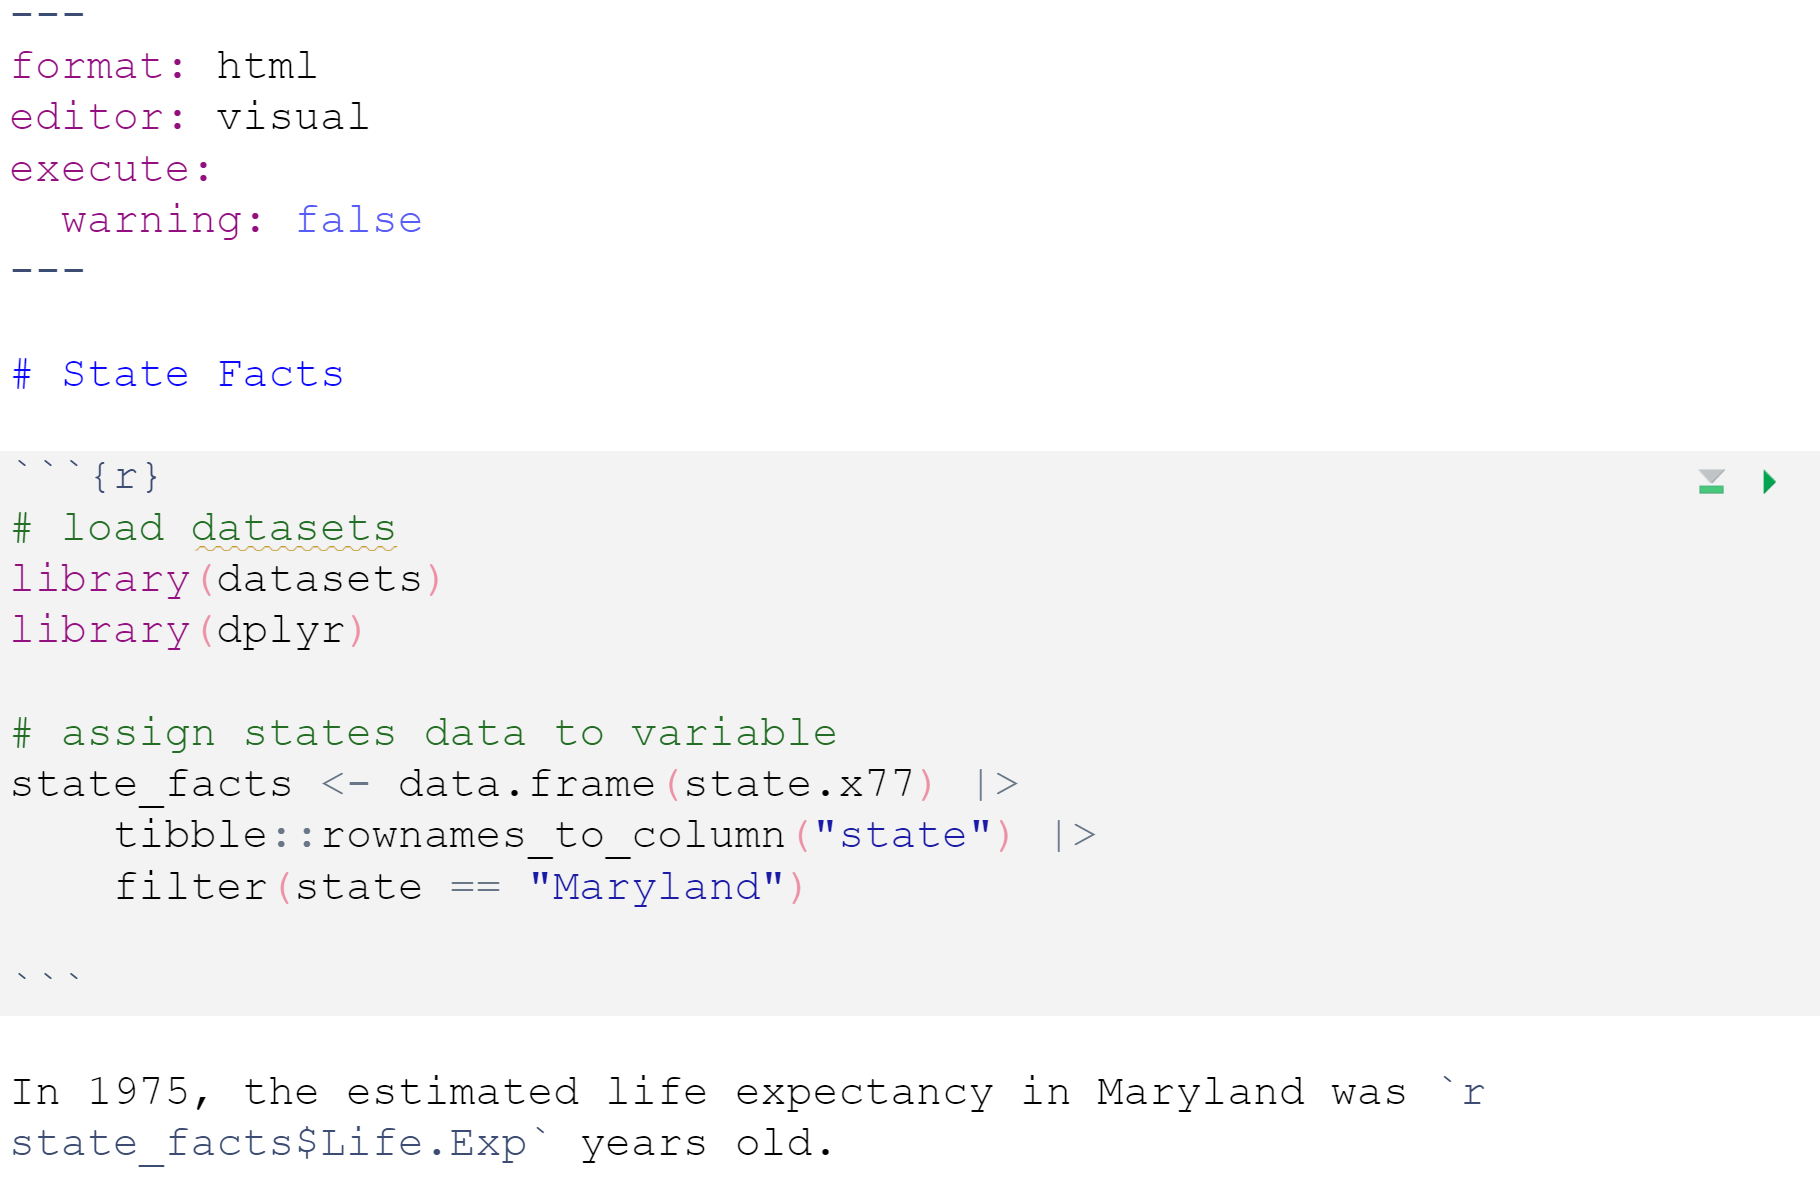 ---
format: html
editor: visual
execute:
  warning: false
---
# State Facts
```{r}
# load datasets
library(datasets)
library(dplyr)
# assign states data to variable
state_facts <- data.frame(state.x77) |>
    tibble::rownames_to_column("state") |>
    filter(state == "Maryland")
```
In 1975, the estimated life expectancy in Maryland was `r
state_facts$Life.Exp` years old.